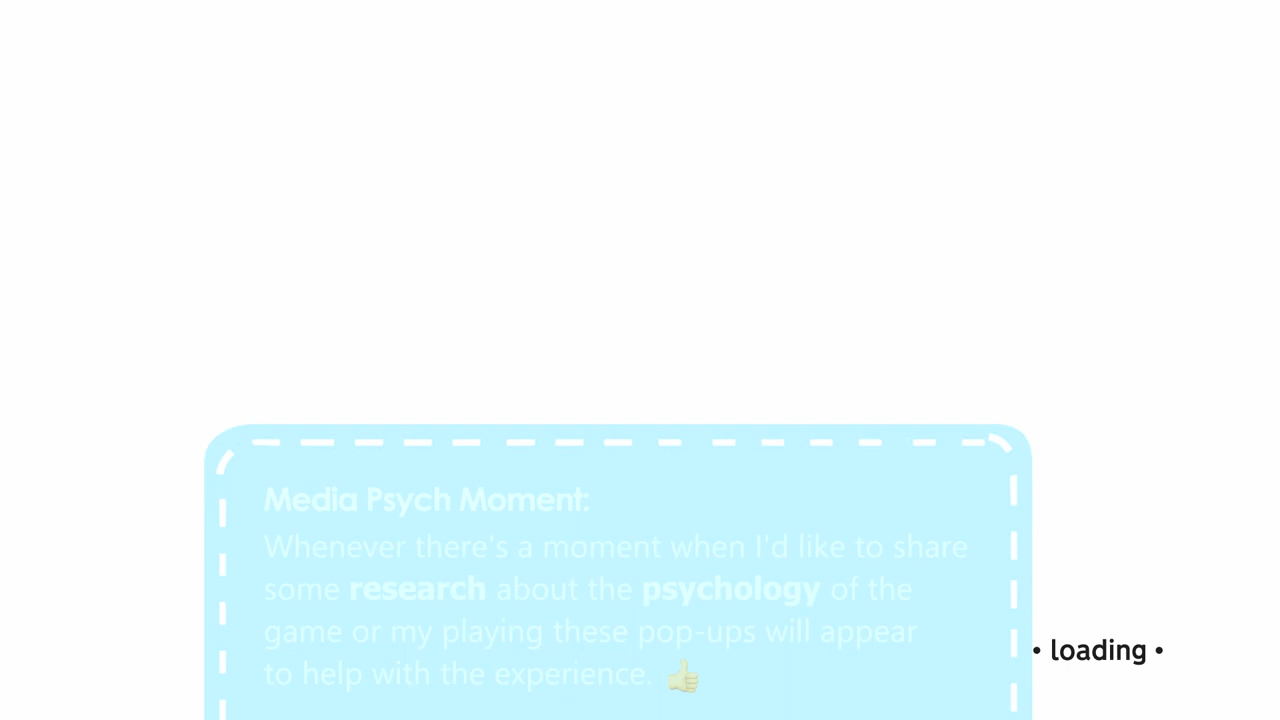 Media Psych Moment:
Whenever there's a moment when I'd like to share
some research about the psychology of the
game or my playing these pop-ups will appear
to help with the experience. 👍
• loading •